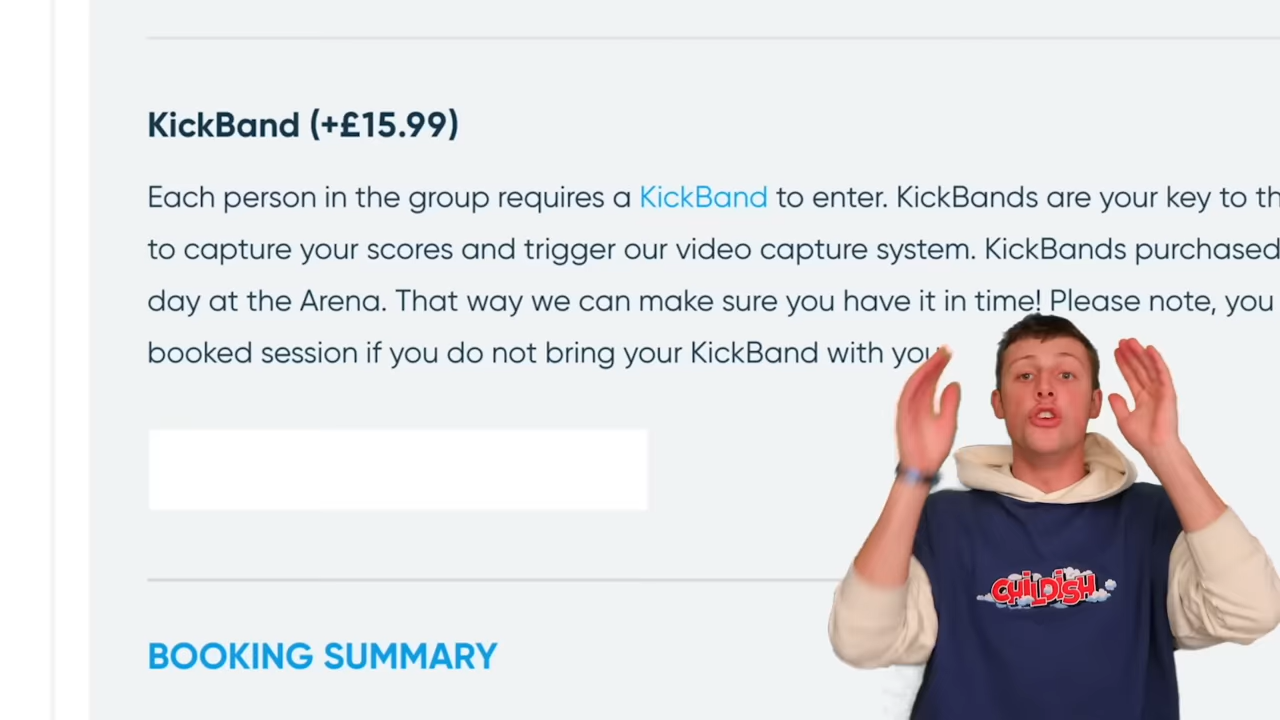 KickBand (+£15.99)
Each person in the group requires a KickBand to enter. KickBands are your key to th
to capture your scores and trigger our video capture system. KickBands purchased
day at the Arena. That way we can make sure you have it in time! Please note, you
booked session if you do not bring your KickBand with you
CHILDISH
BOOKING SUMMARY